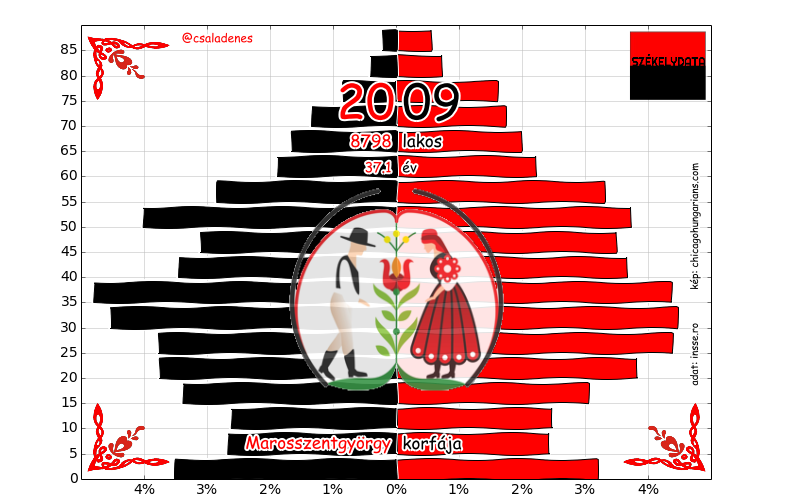 @csaladenes
SZÉKELYDATA
2009
8798 lakos
37.1 év
kép: chicagohungarians.com
adat: insse.ro
Marosszentgyörgy korfája
85
80
75
70
65
60
55
50
45
40
35
30
25
20
15
10
5
0
4% 3% 2% 1% 0% 1% 2% 3% 4%